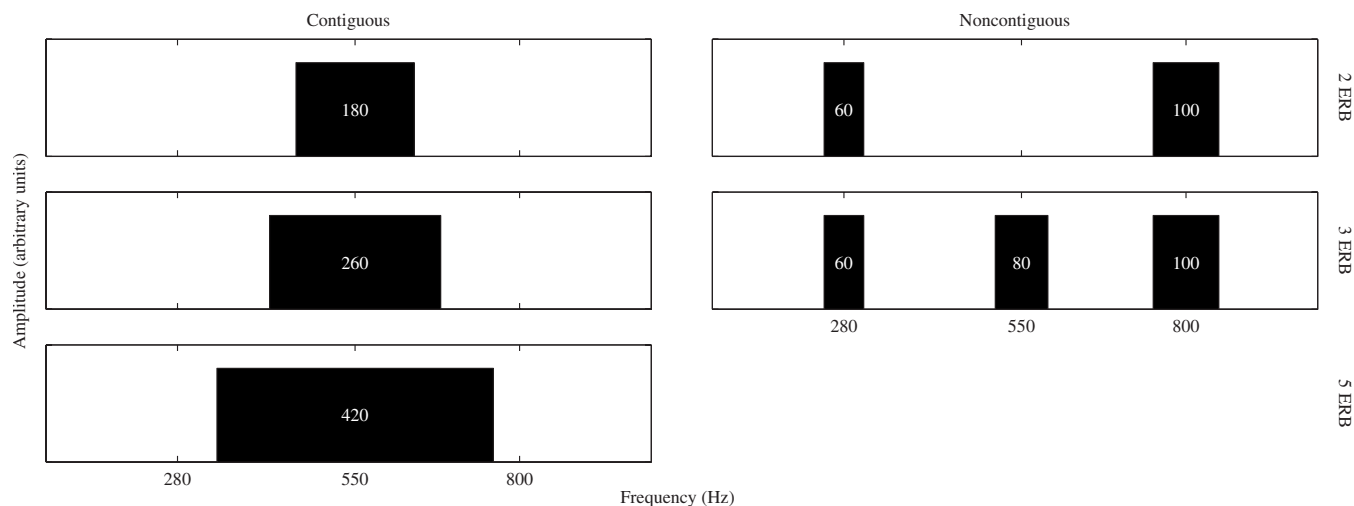 Contiguous
Noncontiguous
Amplitude (arbitrary units)
180
60
100
2 ERB
260
60
80
100
3 ERB
280
550
800
420
5 ERB
280
550
800
Frequency (Hz)